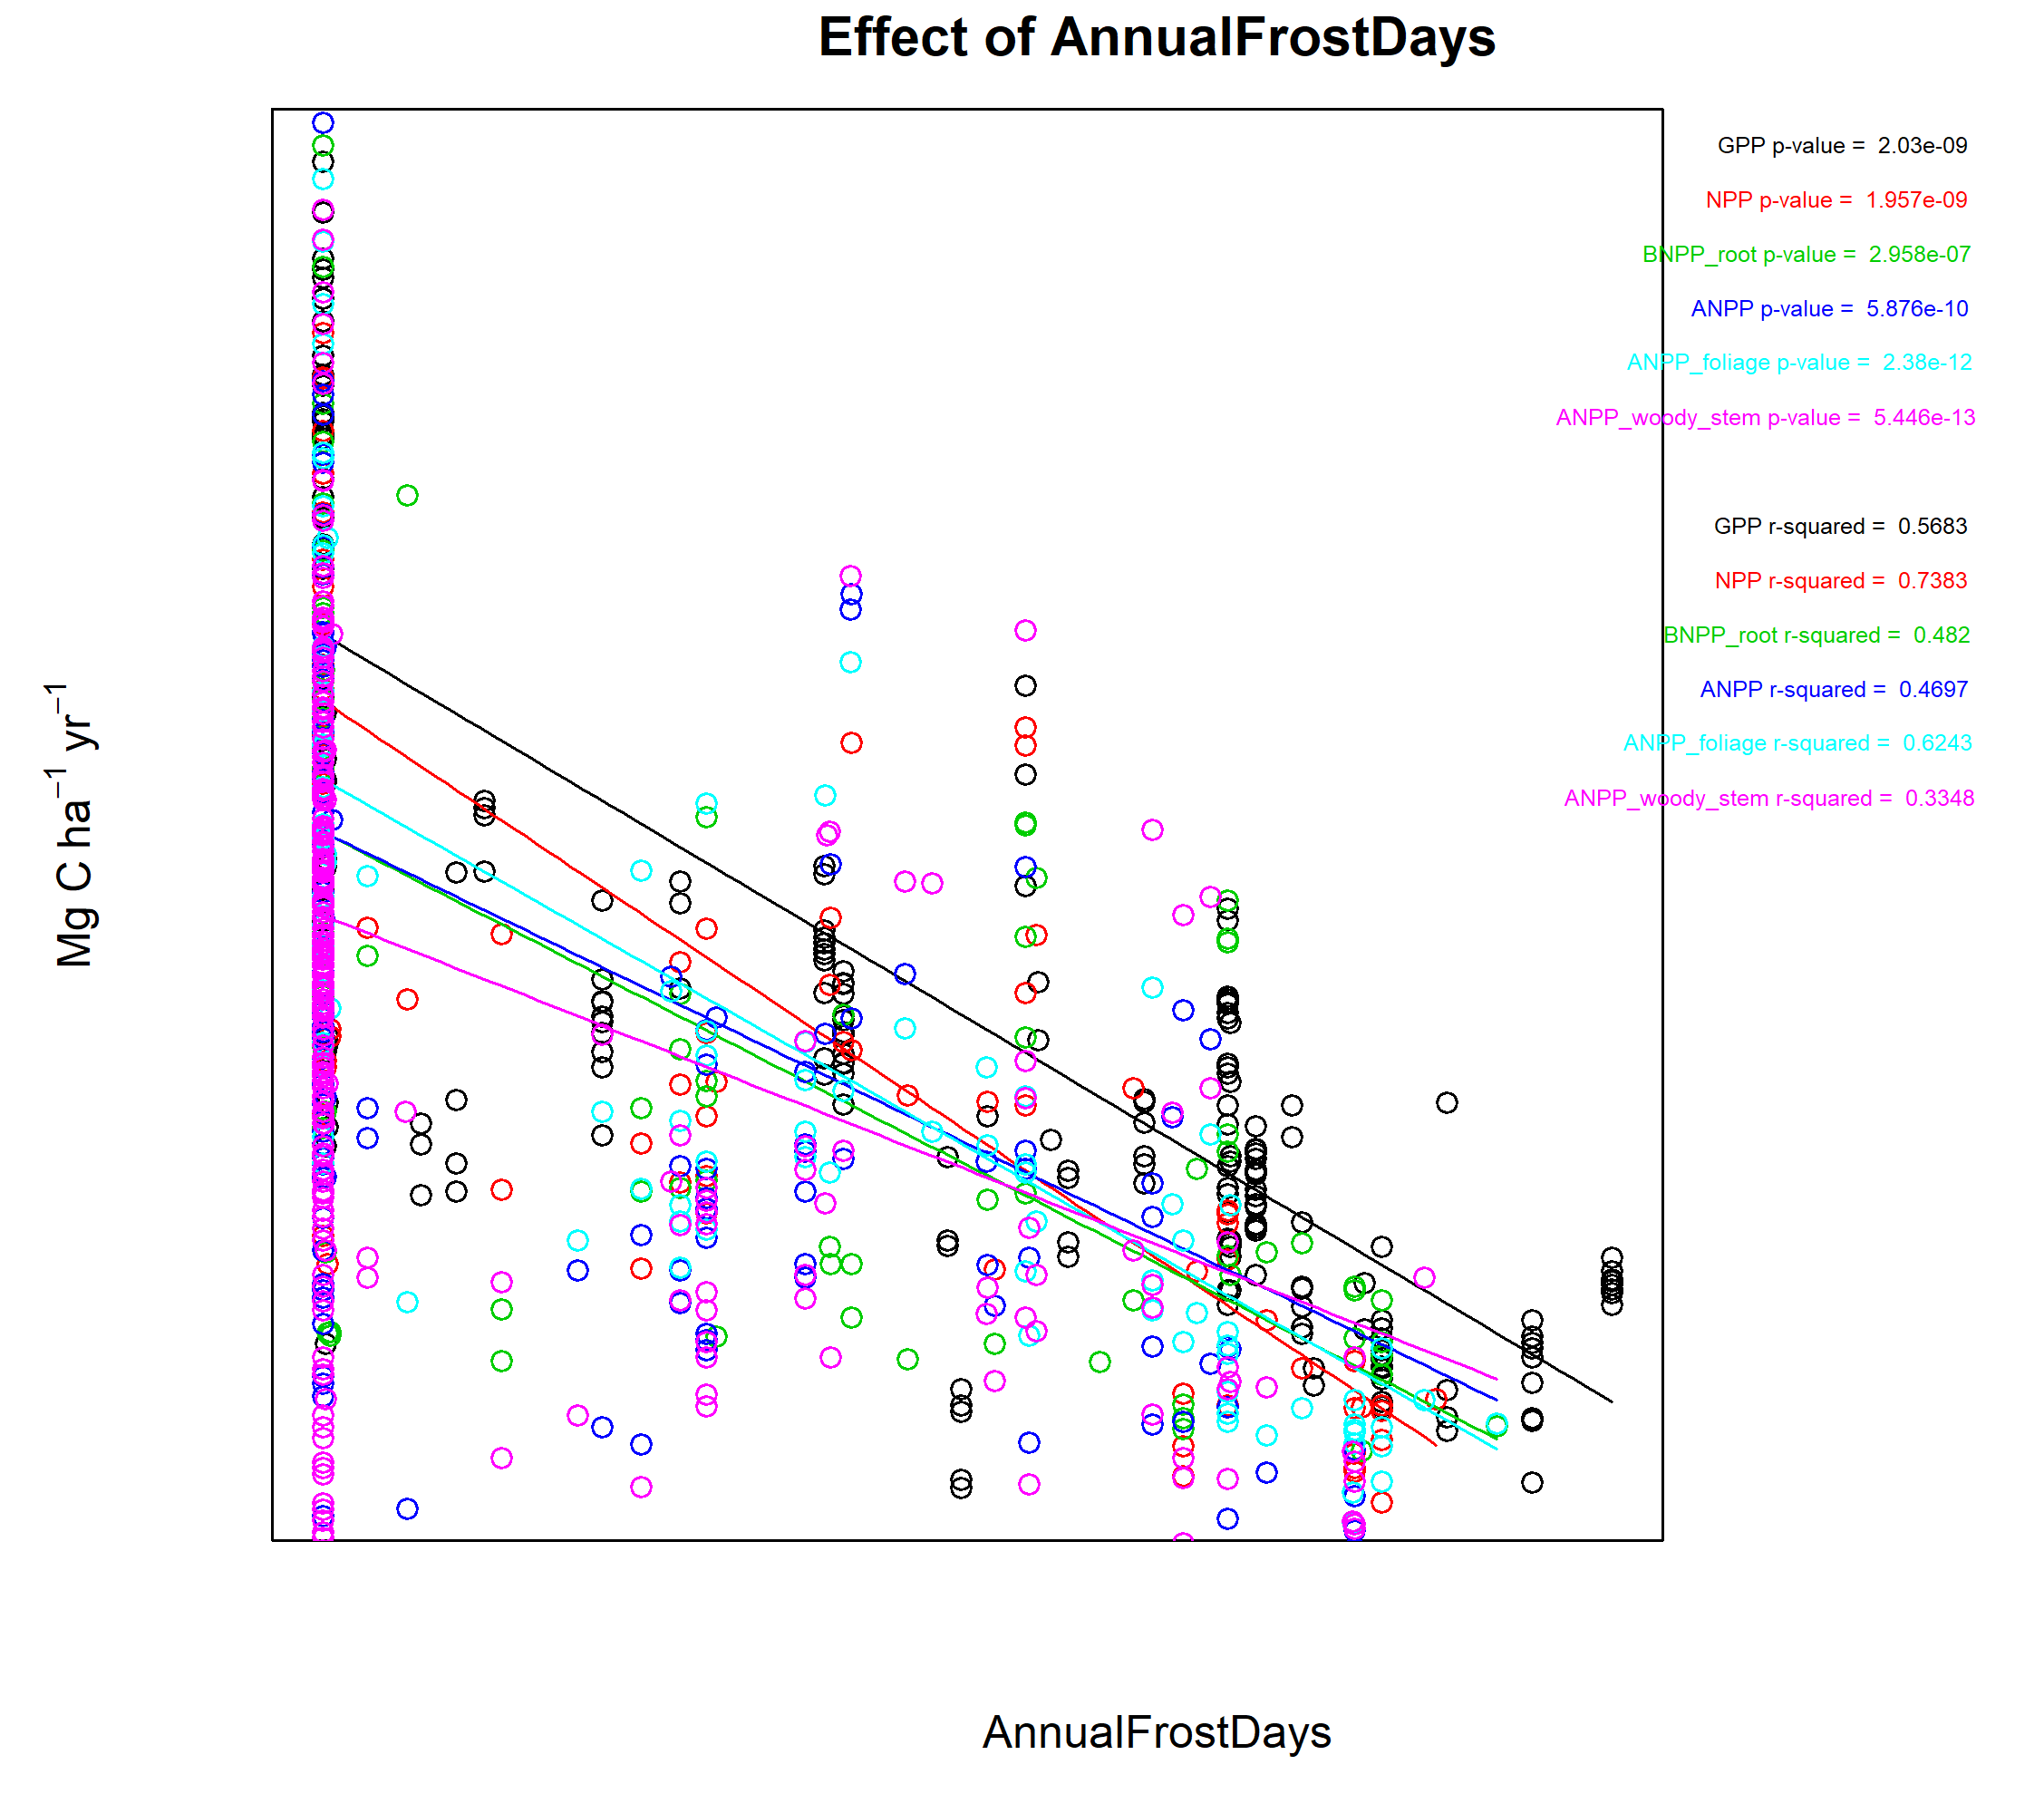 Effect of AnnualFrostDays
GPP p-value = 2.03e-09
NPP p-value = 1.957e-09
BNPP_root p-value = 2.958e-07
ANPP p-value = 5.876e-10
ANPP_foliage p-value = 2.38e-12
ANPP_woody_stem p-value = 5.446e-13
GPP r-squared = 0.5683
NPP r-squared = 0.7383
BNPP_root r-squared = 0.482
ANPP r-squared = 0.4697
ANPP_foliage r-squared = 0.6243
ANPP_woody_stem r-squared = 0.3348
Mg C ha⁻¹ yr⁻¹
AnnualFrostDays